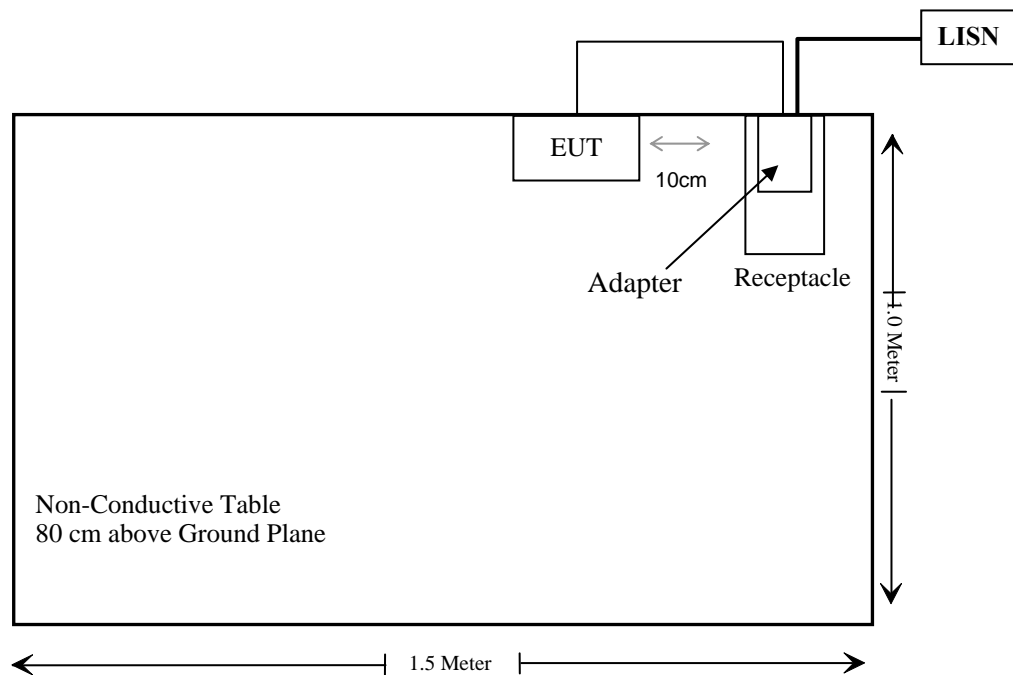 LISN
EUT
10cm
Adapter
Receptacle
1.0 Meter
Non-Conductive Table
80 cm above Ground Plane
1.5 Meter